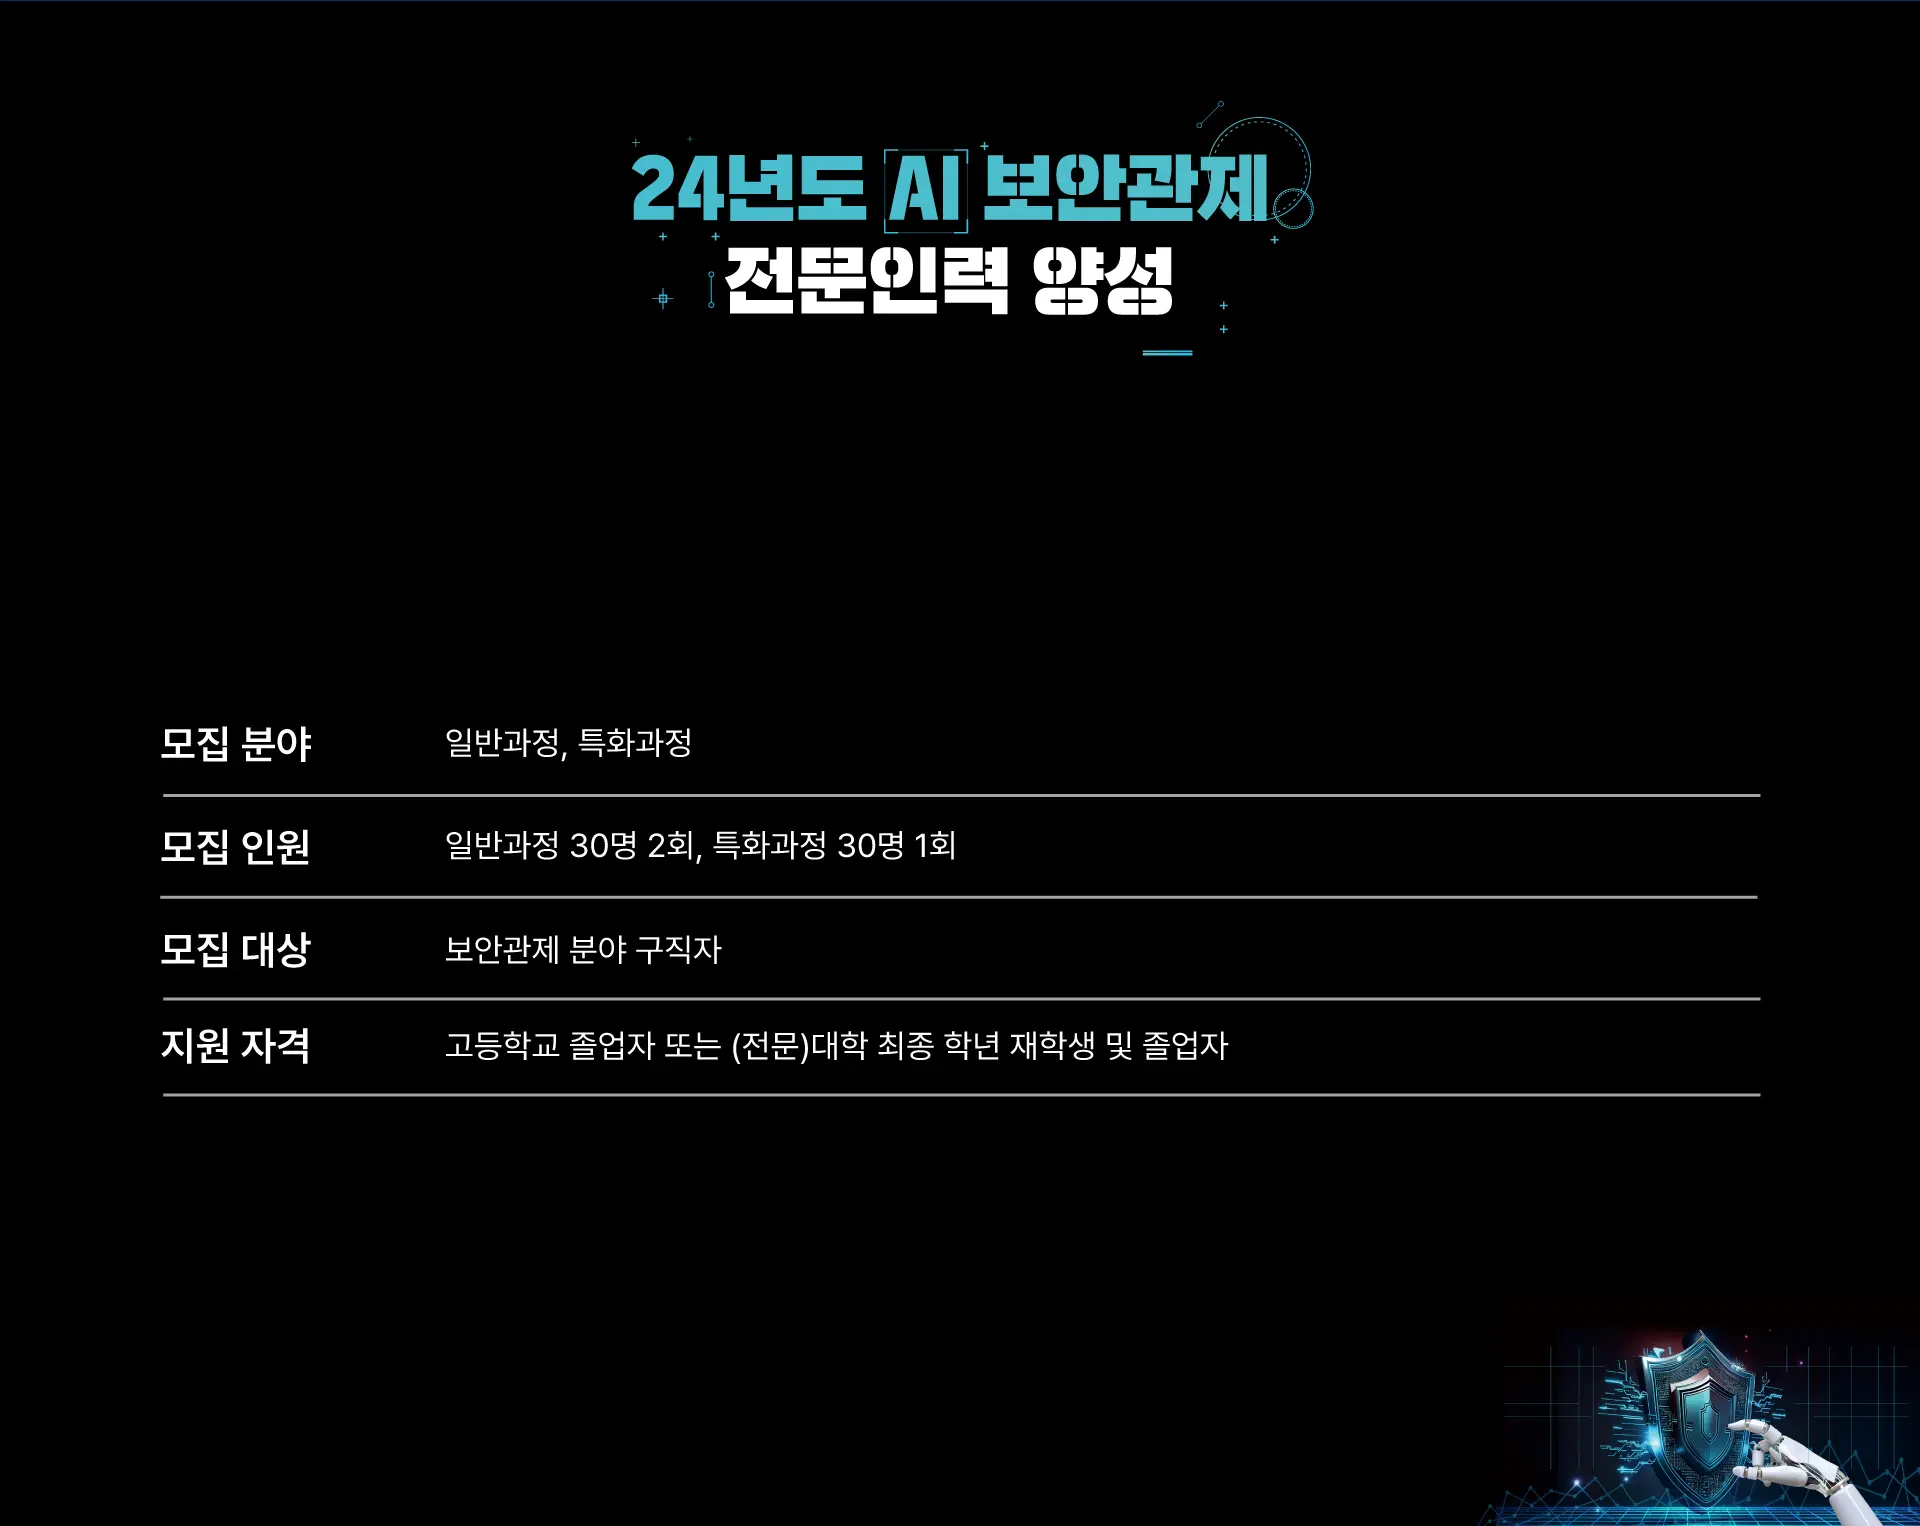 24년도 AI 보안관제
전문인력 양성
모집 분야 일반과정, 특화과정
모집 인원 일반과정 30명 2회, 특화과정 30명 1회
모집 대상 보안관제 분야 구직자
지원 자격 고등학교 졸업자 또는 (전문)대학 최종 학년 재학생 및 졸업자